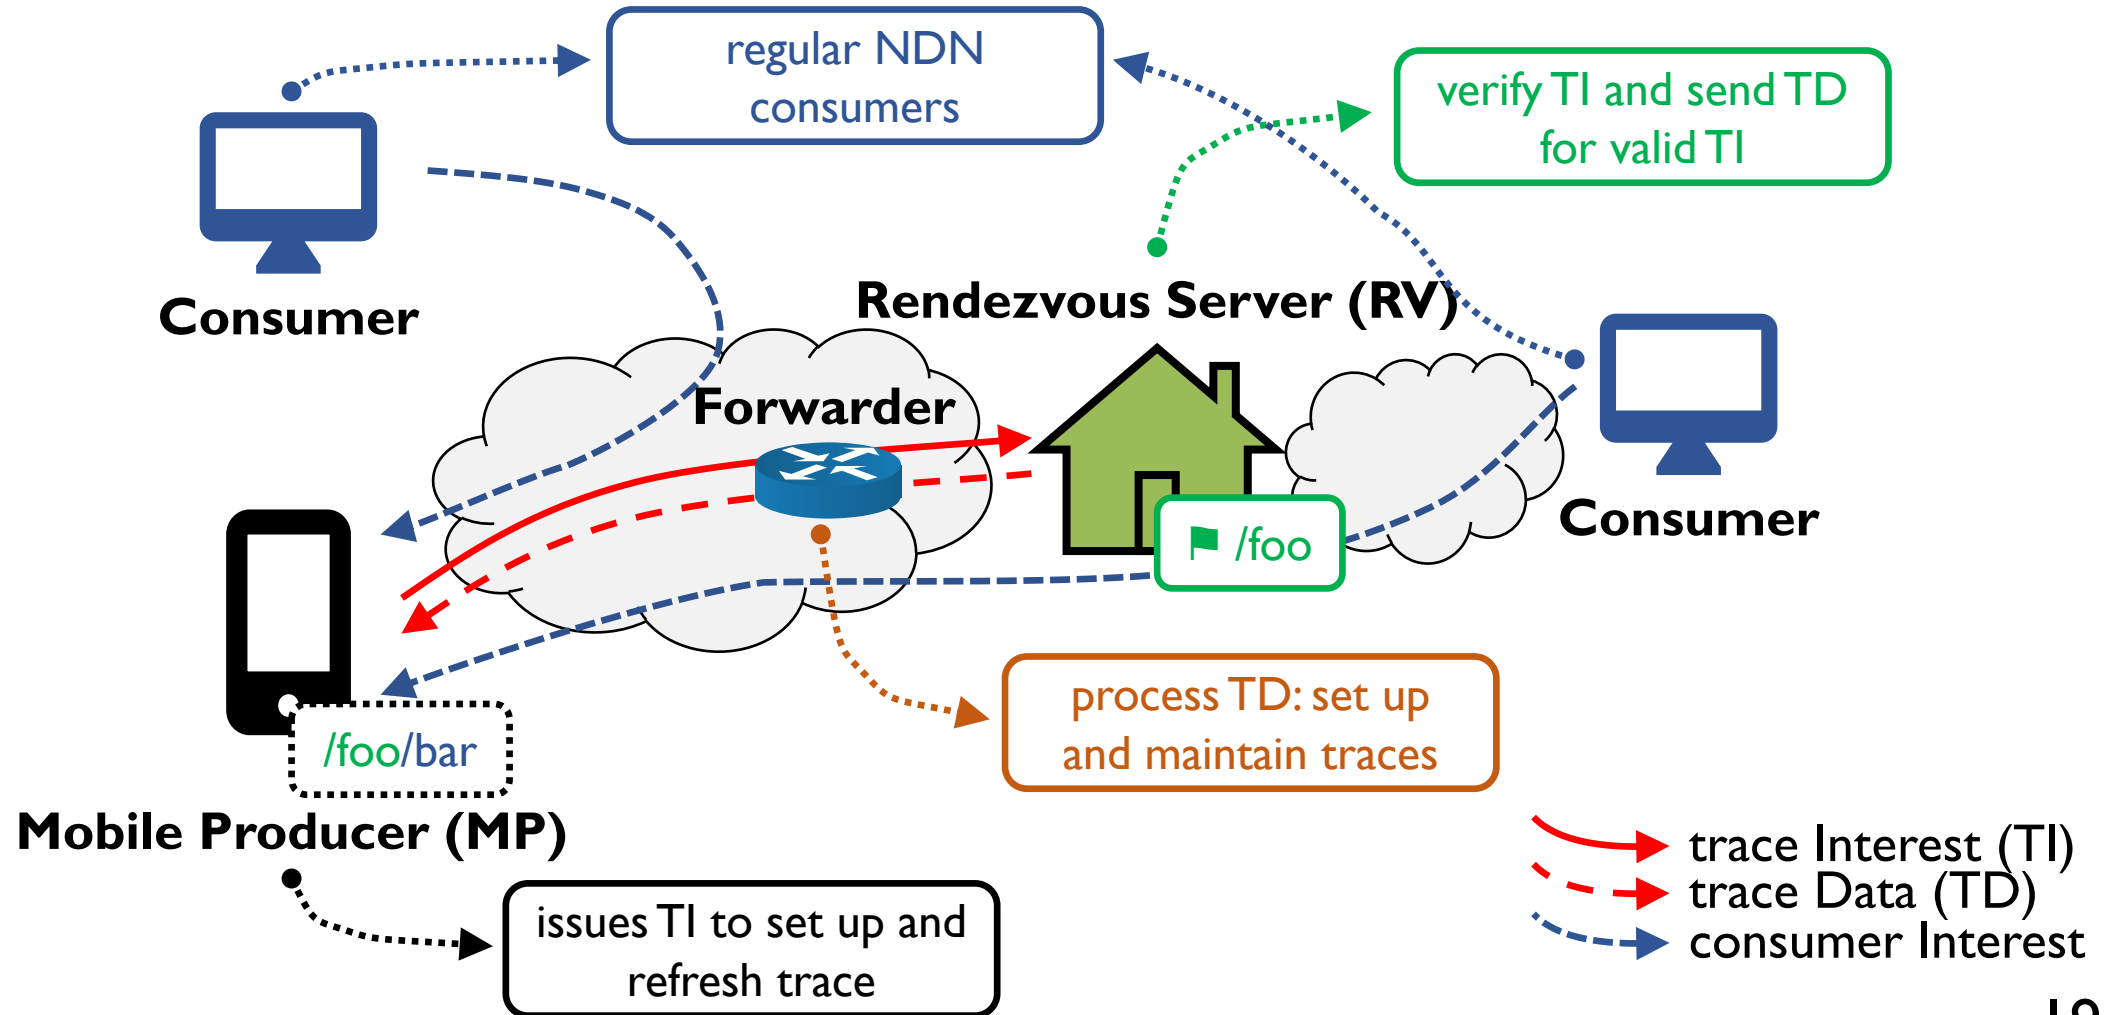 regular NDN
consumers
verify TI and send TD
for valid TI
Consumer
Rendezvous Server (RV)
Forwarder
Consumer
/foo
/foo/bar
process TD: set up
and maintain traces
Mobile Producer (MP)
issues TI to set up and
refresh trace
trace Interest (TI)
trace Data (TD)
consumer Interest